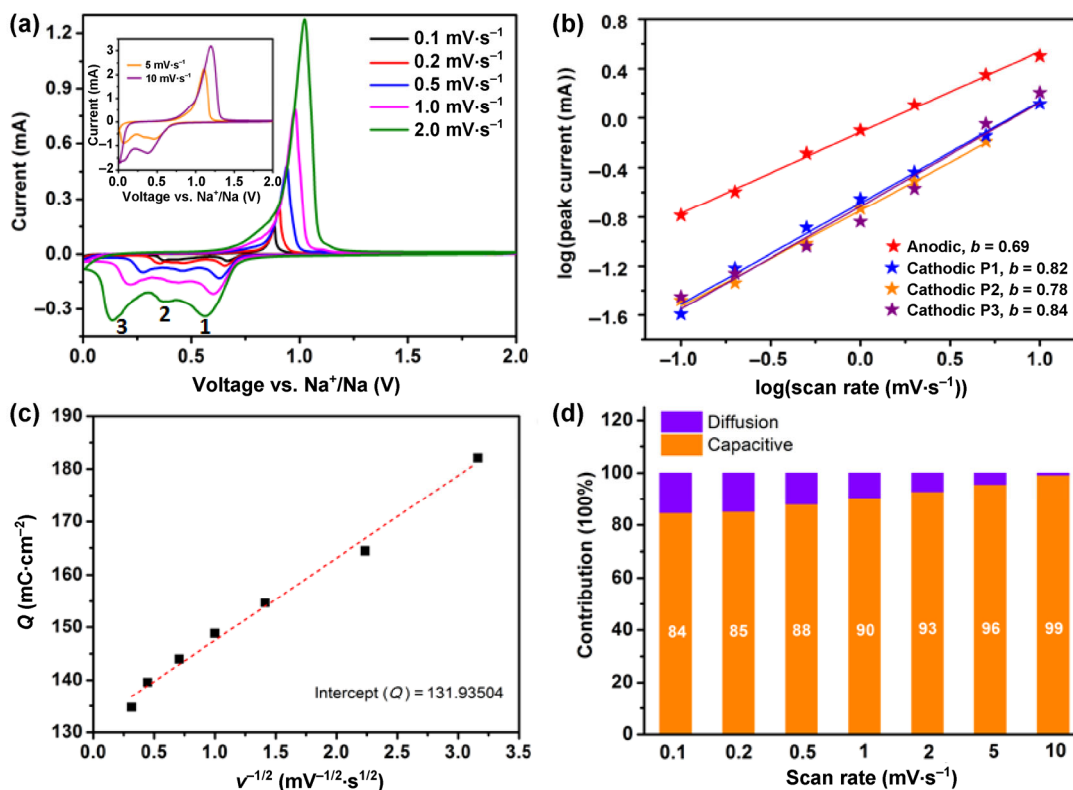 (a)
1.2
0.9
0.6
0.3
0.0
−0.3
Current (mA)
0.0
0.5
1.0
1.5
2.0
Voltage vs. Na⁺/Na (V)
0.1 mV·s⁻¹
0.2 mV·s⁻¹
0.5 mV·s⁻¹
1.0 mV·s⁻¹
2.0 mV·s⁻¹
3
2
1
5 mV·s⁻¹
10 mV·s⁻¹
3
2
1
0
−1
−2
Current (mA)
0.0
0.5
1.0
1.5
2.0
Voltage vs. Na⁺/Na (V)
(b)
0.8
0.4
0.0
−0.4
−0.8
−1.2
−1.6
log(peak current (mA))
Anodic, b = 0.69
Cathodic P1, b = 0.82
Cathodic P2, b = 0.78
Cathodic P3, b = 0.84
−1.0
−0.5
0.0
0.5
1.0
log(scan rate (mV·s⁻¹))
(c)
190
180
170
160
150
140
130
Q (mC·cm⁻²)
Intercept (Q) = 131.93504
0.0
0.5
1.0
1.5
2.0
2.5
3.0
3.5
v⁻¹/² (mV⁻¹/²·s¹/²)
(d)
Diffusion
Capacitive
120
100
80
60
40
20
0
Contribution (100%)
84
85
88
90
93
96
99
0.1
0.2
0.5
1
2
5
10
Scan rate (mV·s⁻¹)